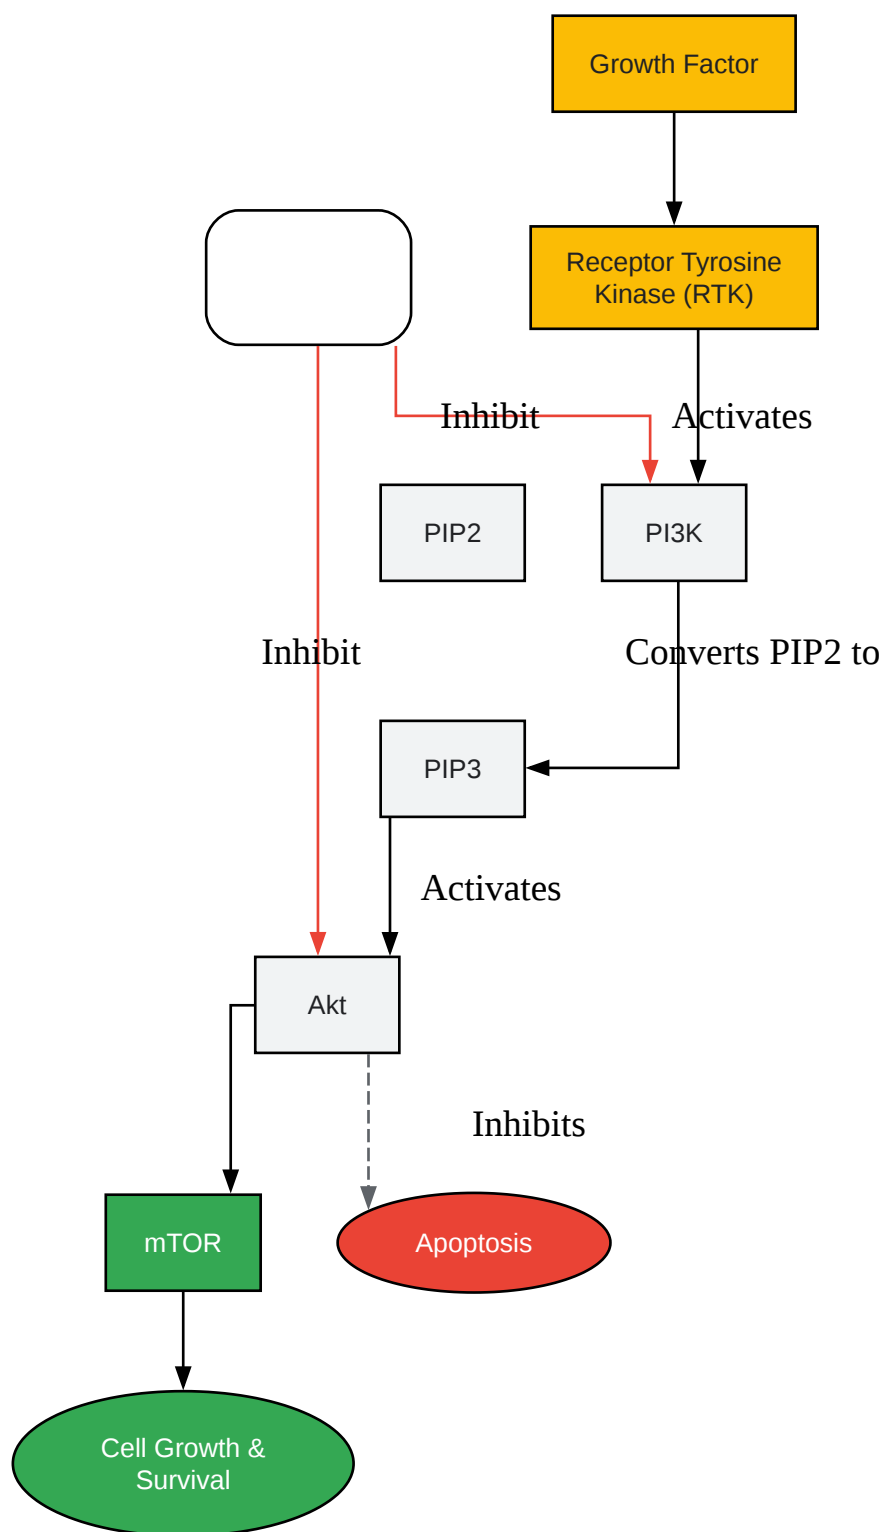 Growth Factor
Receptor Tyrosine
Kinase (RTK)
Inhibit
Activates
PIP2
PI3K
Inhibit
Converts PIP2 to
PIP3
Activates
Akt
Inhibits
mTOR
Apoptosis
Cell Growth &
Survival